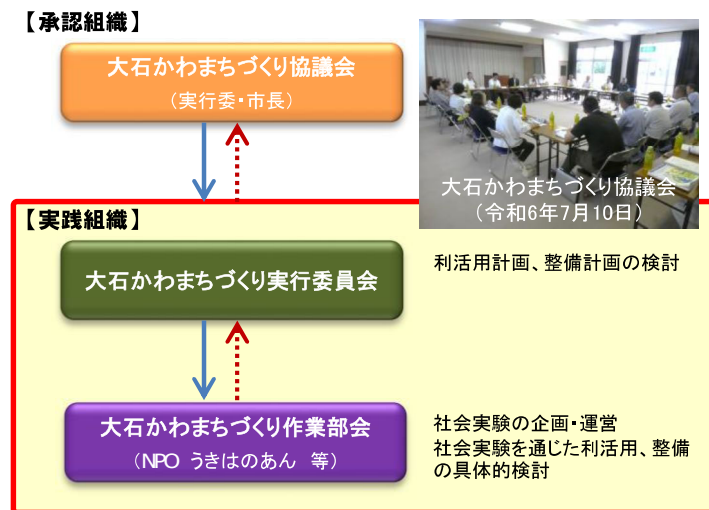 【承認組織】
大石かわまちづくり協議会
（実行委・市長）
大石かわまちづくり協議会
（令和6年7月10日）
【実践組織】
大石かわまちづくり実行委員会
利活用計画、整備計画の検討
大石かわまちづくり作業部会
（NPO うきはのあん 等）
社会実験の企画・運営
社会実験を通じた利活用、整備
の具体的検討